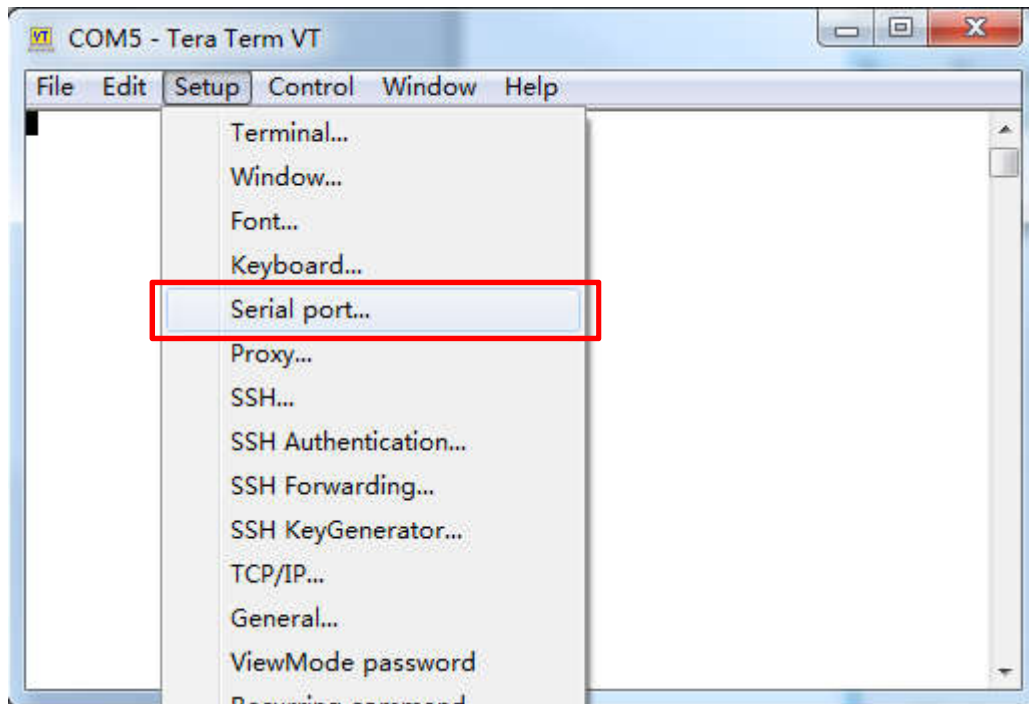 VT COM5 - Tera Term VT
File Edit Setup Control Window Help
Terminal...
Window...
Font...
Keyboard...
Serial port...
Proxy...
SSH...
SSH Authentication...
SSH Forwarding...
SSH KeyGenerator...
TCP/IP...
General...
ViewMode password